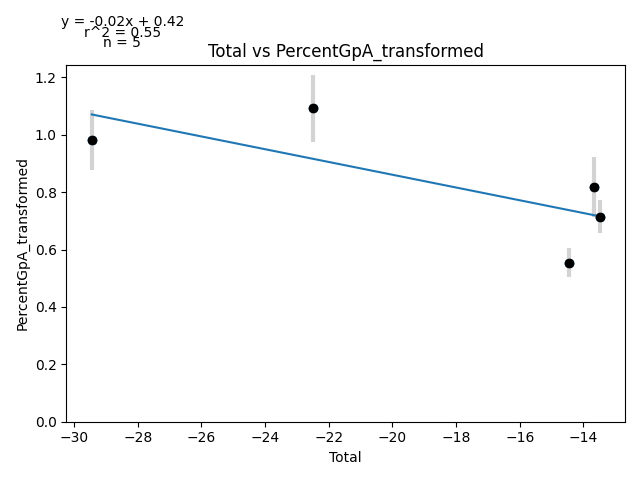 y = -0.02x + 0.42
r^2 = 0.55
n = 5
Total vs PercentGpA_transformed
1.2
1.0
0.8
0.6
0.4
0.2
0.0
PercentGpA_transformed
−30 −28 −26 −24 −22 −20 −18 −16 −14
Total